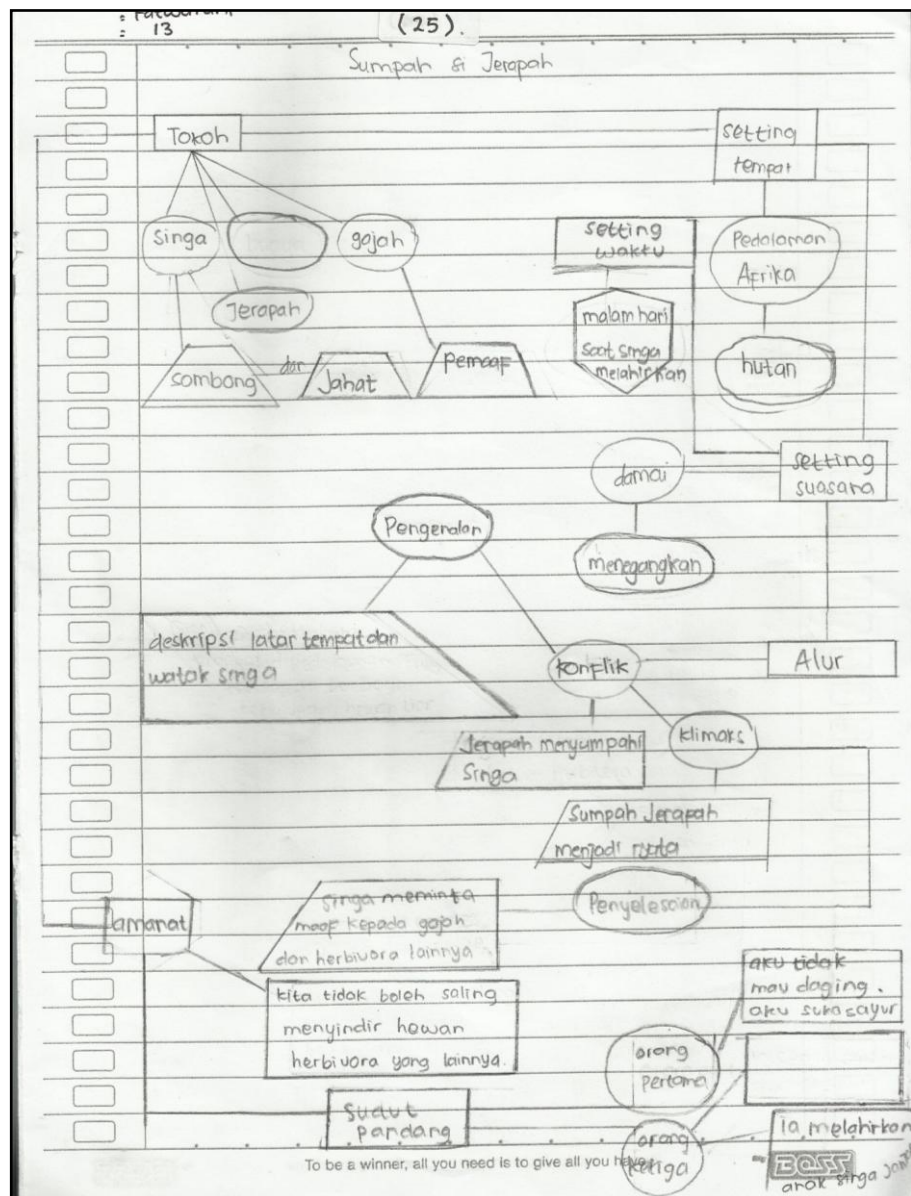 : 13
(25).
Sumpah si Jerapah
Tokoh
setting
tempat
Singa
gajah
setting
waktu
Pedalaman
Afrika
Jerapah
malam hari
saat singa
melahirkan
hutan
Sombong
dan
Jahat
Pemaaf
damai
setting
suasana
Pengenalan
menegangkan
deskripsi latar tempat dan
watak singa
Konflik
Alur
Jerapah menyumpahi
Singa
klimaks
Sumpah Jerapah
menjadi nyata
Penyelesaian
amanat
singa meminta
maaf kepada gajah
dan herbivora lainnya
kita tidak boleh saling
menyindir hewan
herbivora yang lainnya.
aku tidak
mau daging.
aku suka sayur
orang
pertama
Sudut
pandang
orang
ketiga
Ia melahirkan
anak singa
To be a winner, all you need is to give all you have
BOSS